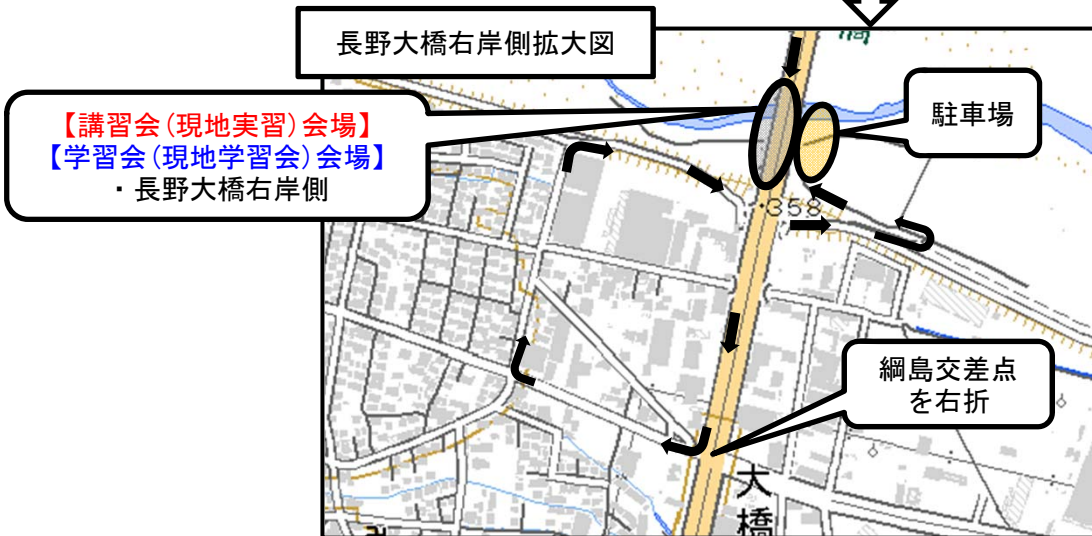 橋
長野大橋右岸側拡大図
【講習会(現地実習)会場】
【学習会(現地学習会)会場】
・長野大橋右岸側
駐車場
・358
綱島交差点
を右折
大橋